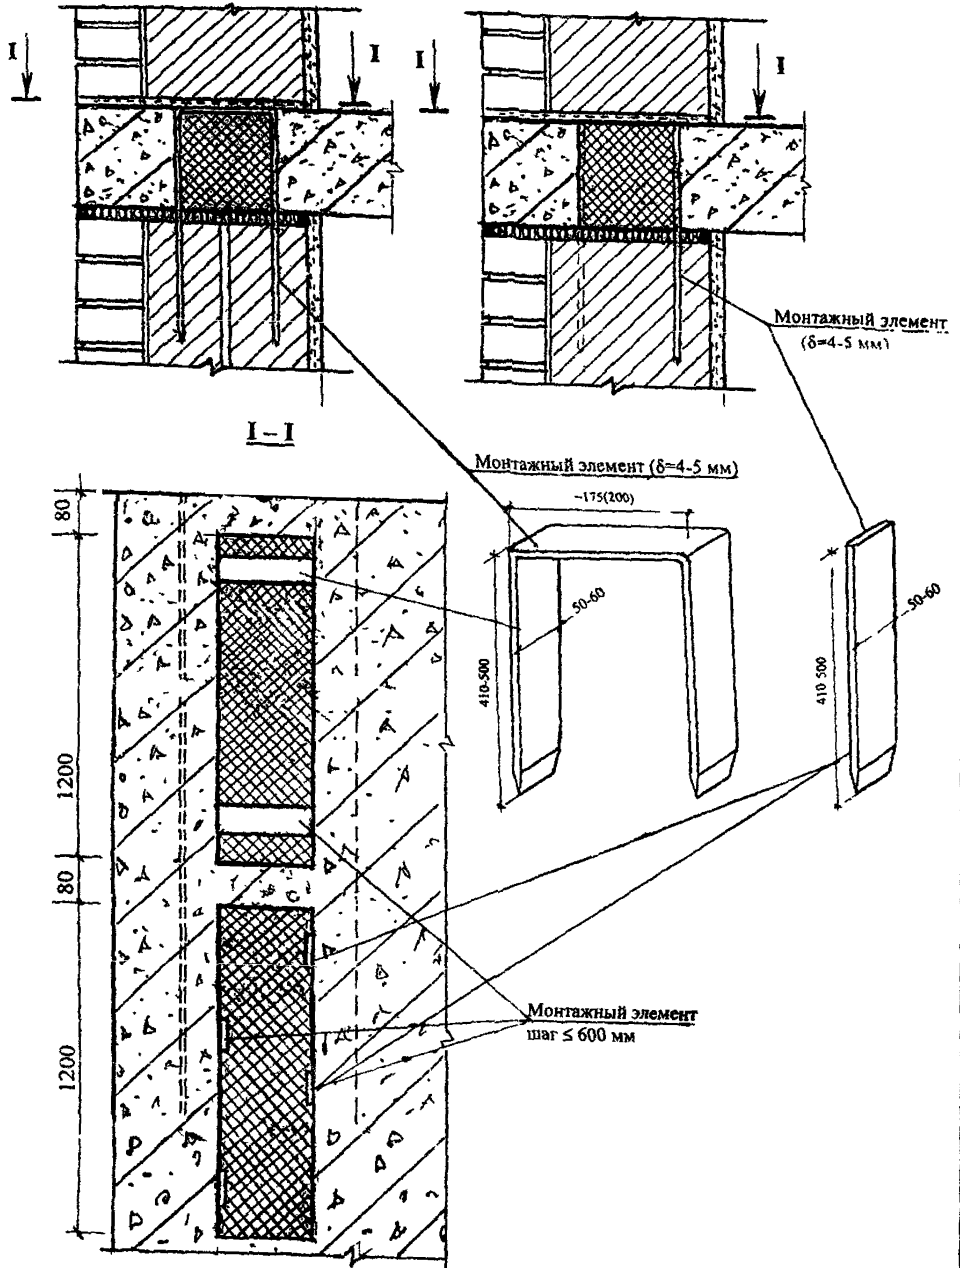 I
I
I
I
Монтажный элемент
(δ=4-5 мм)
I – I
Монтажный элемент (δ=4-5 мм)
~175(200)
80
50-60
50-60
410-500
410 500
1200
80
Монтажный элемент
шаг ≤ 600 мм
1200